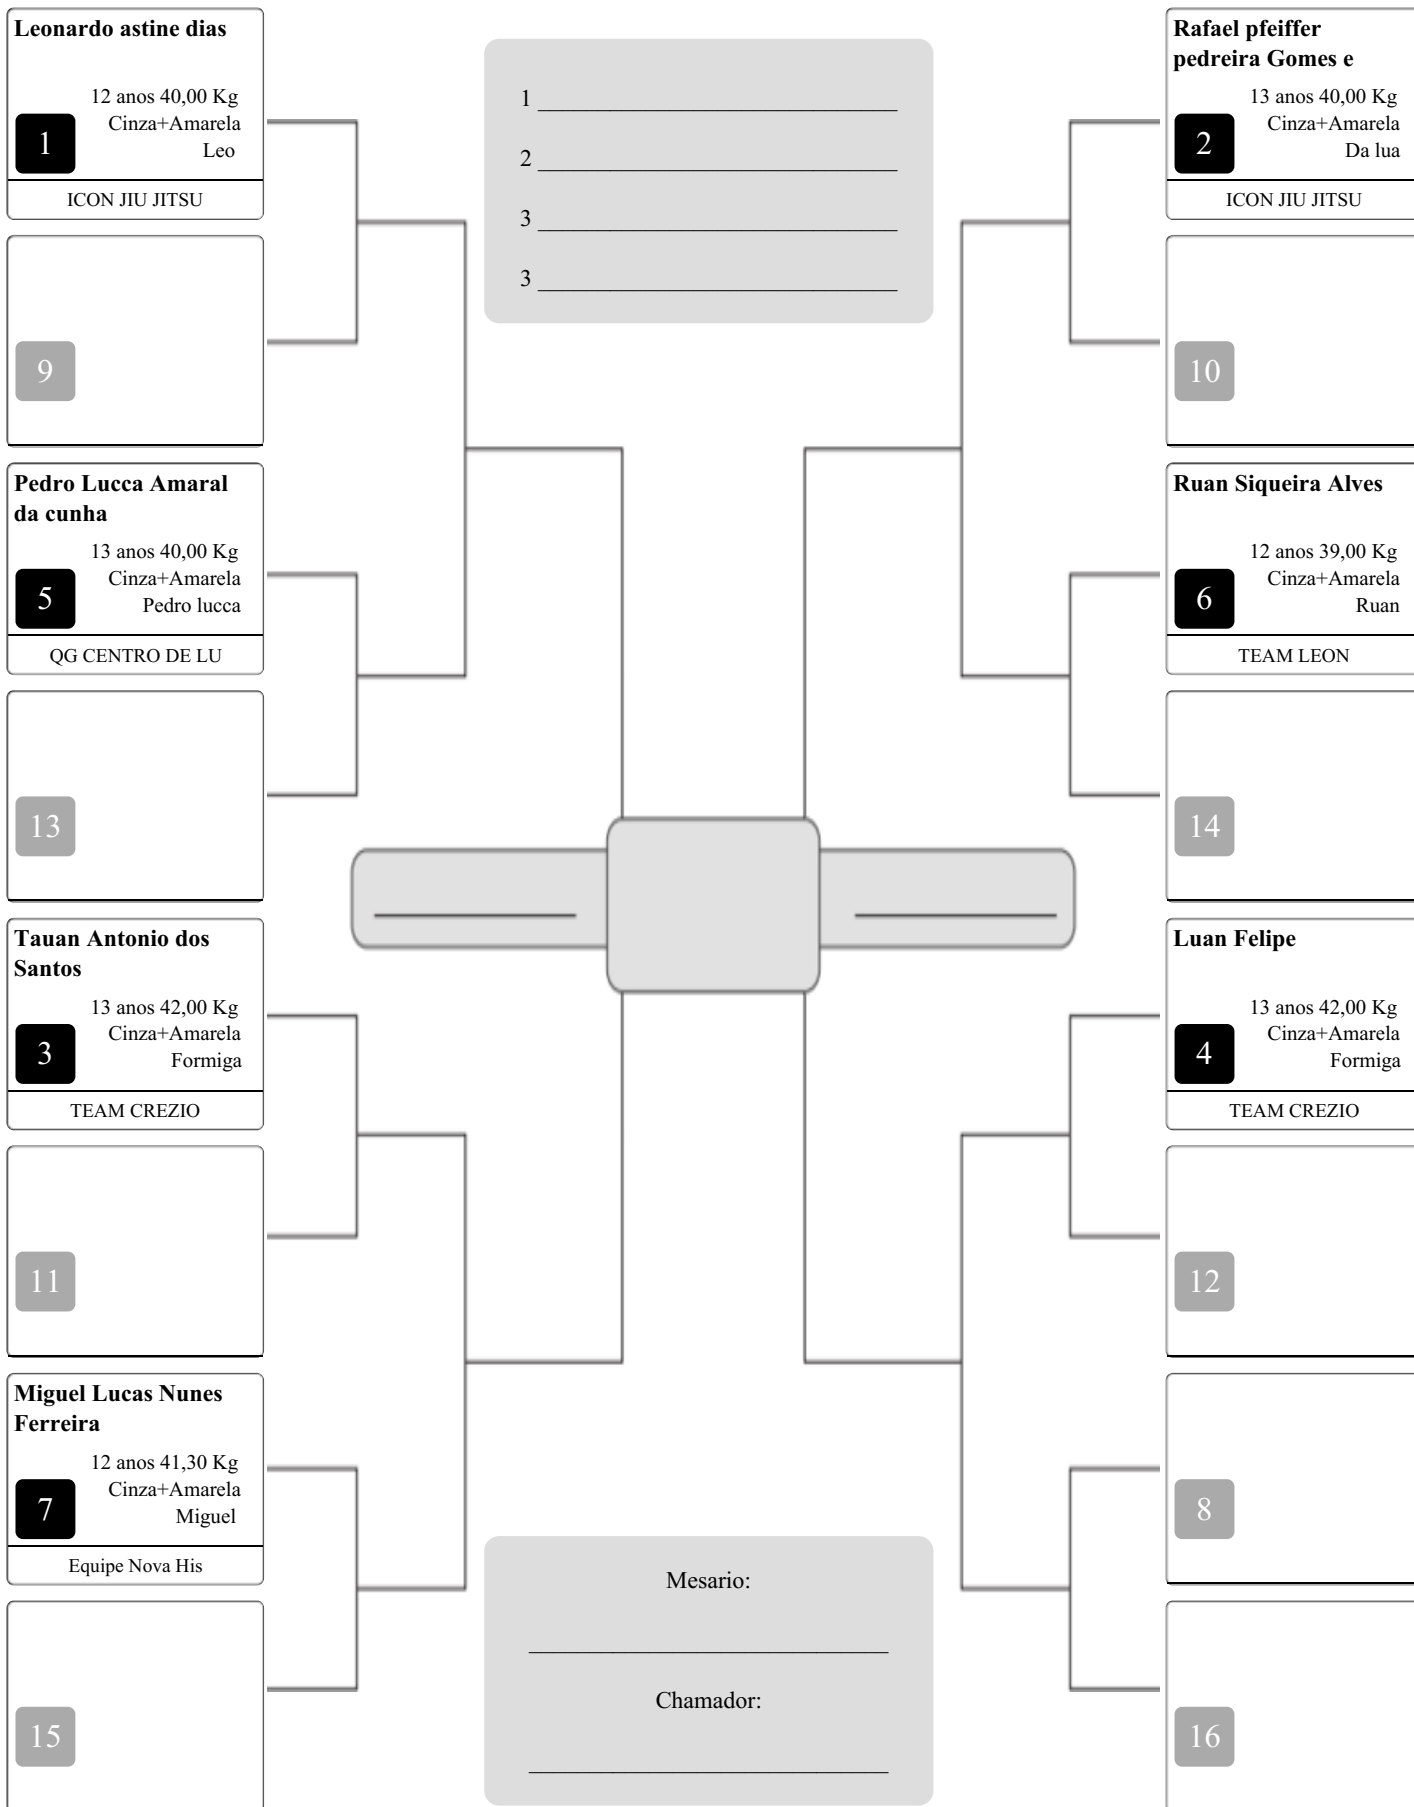 Leonardo astine dias
12 anos 40,00 Kg
Cinza+Amarela
1
Leo
ICON JIU JITSU
9
Pedro Lucca Amaral
da cunha
13 anos 40,00 Kg
Cinza+Amarela
5
Pedro lucca
QG CENTRO DE LU
13
Tauan Antonio dos
Santos
13 anos 42,00 Kg
Cinza+Amarela
3
Formiga
TEAM CREZIO
11
Miguel Lucas Nunes
Ferreira
12 anos 41,30 Kg
Cinza+Amarela
7
Miguel
Equipe Nova His
15
1
2
3
3
Mesario:
Chamador:
Rafael pfeiffer
pedreira Gomes e
13 anos 40,00 Kg
Cinza+Amarela
2
Da lua
ICON JIU JITSU
10
Ruan Siqueira Alves
12 anos 39,00 Kg
Cinza+Amarela
6
Ruan
TEAM LEON
14
Luan Felipe
13 anos 42,00 Kg
Cinza+Amarela
4
Formiga
TEAM CREZIO
12
8
16